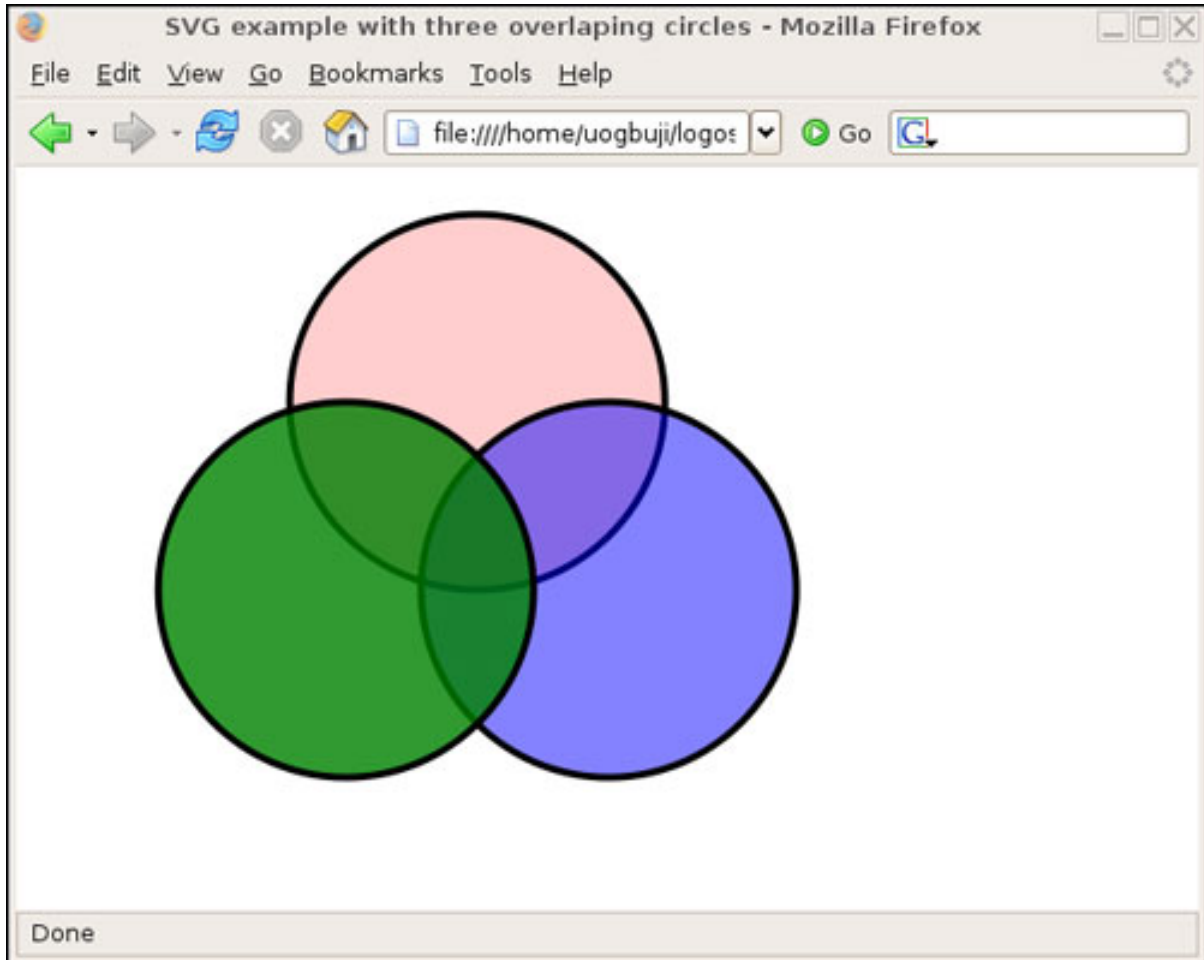 SVG example with three overlaping circles - Mozilla Firefox
File Edit View Go Bookmarks Tools Help
file:////home/uogbuji/logos Go G
Done